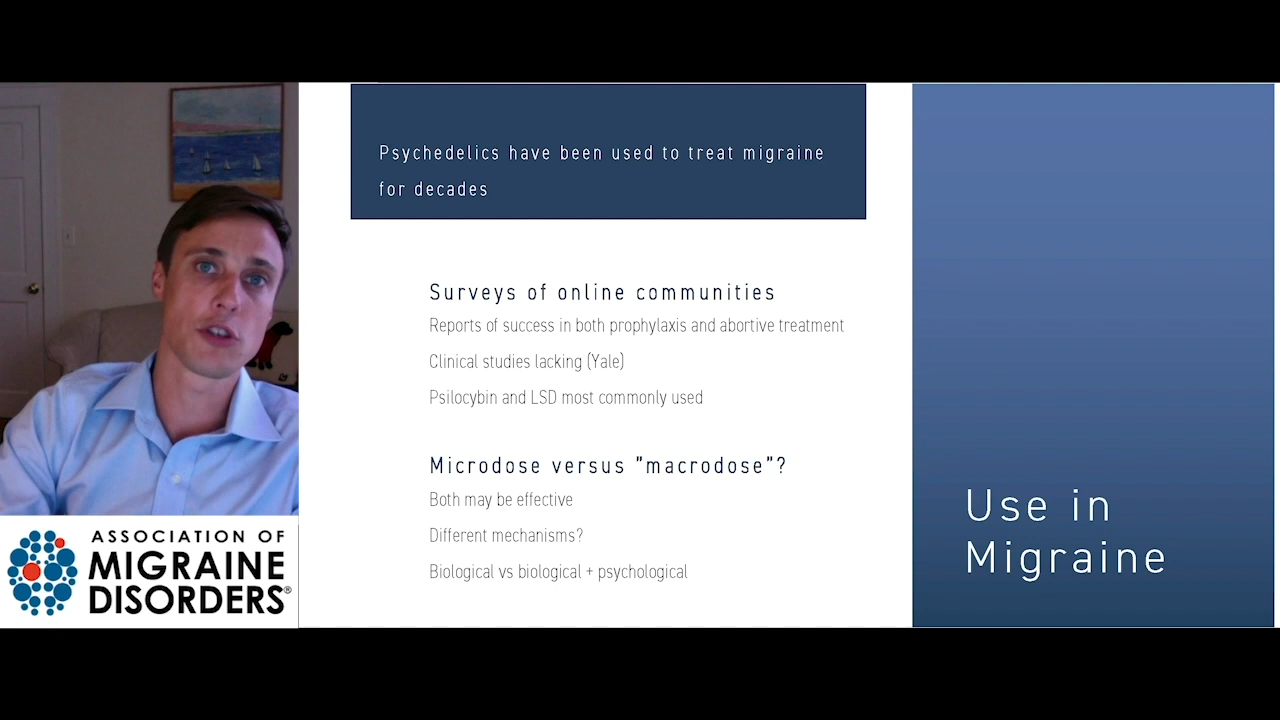 Psychedelics have been used to treat migraine
for decades
Surveys of online communities
Reports of success in both prophylaxis and abortive treatment
Clinical studies lacking (Yale)
Psilocybin and LSD most commonly used
Microdose versus "macrodose"?
Both may be effective
Different mechanisms?
Biological vs biological + psychological
Use in
Migraine
ASSOCIATION OF
MIGRAINE
DISORDERS®